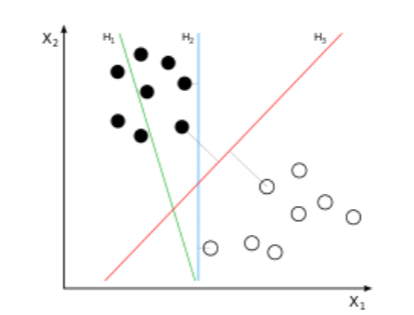 H₁ H₂ H₃
X₂
X₁